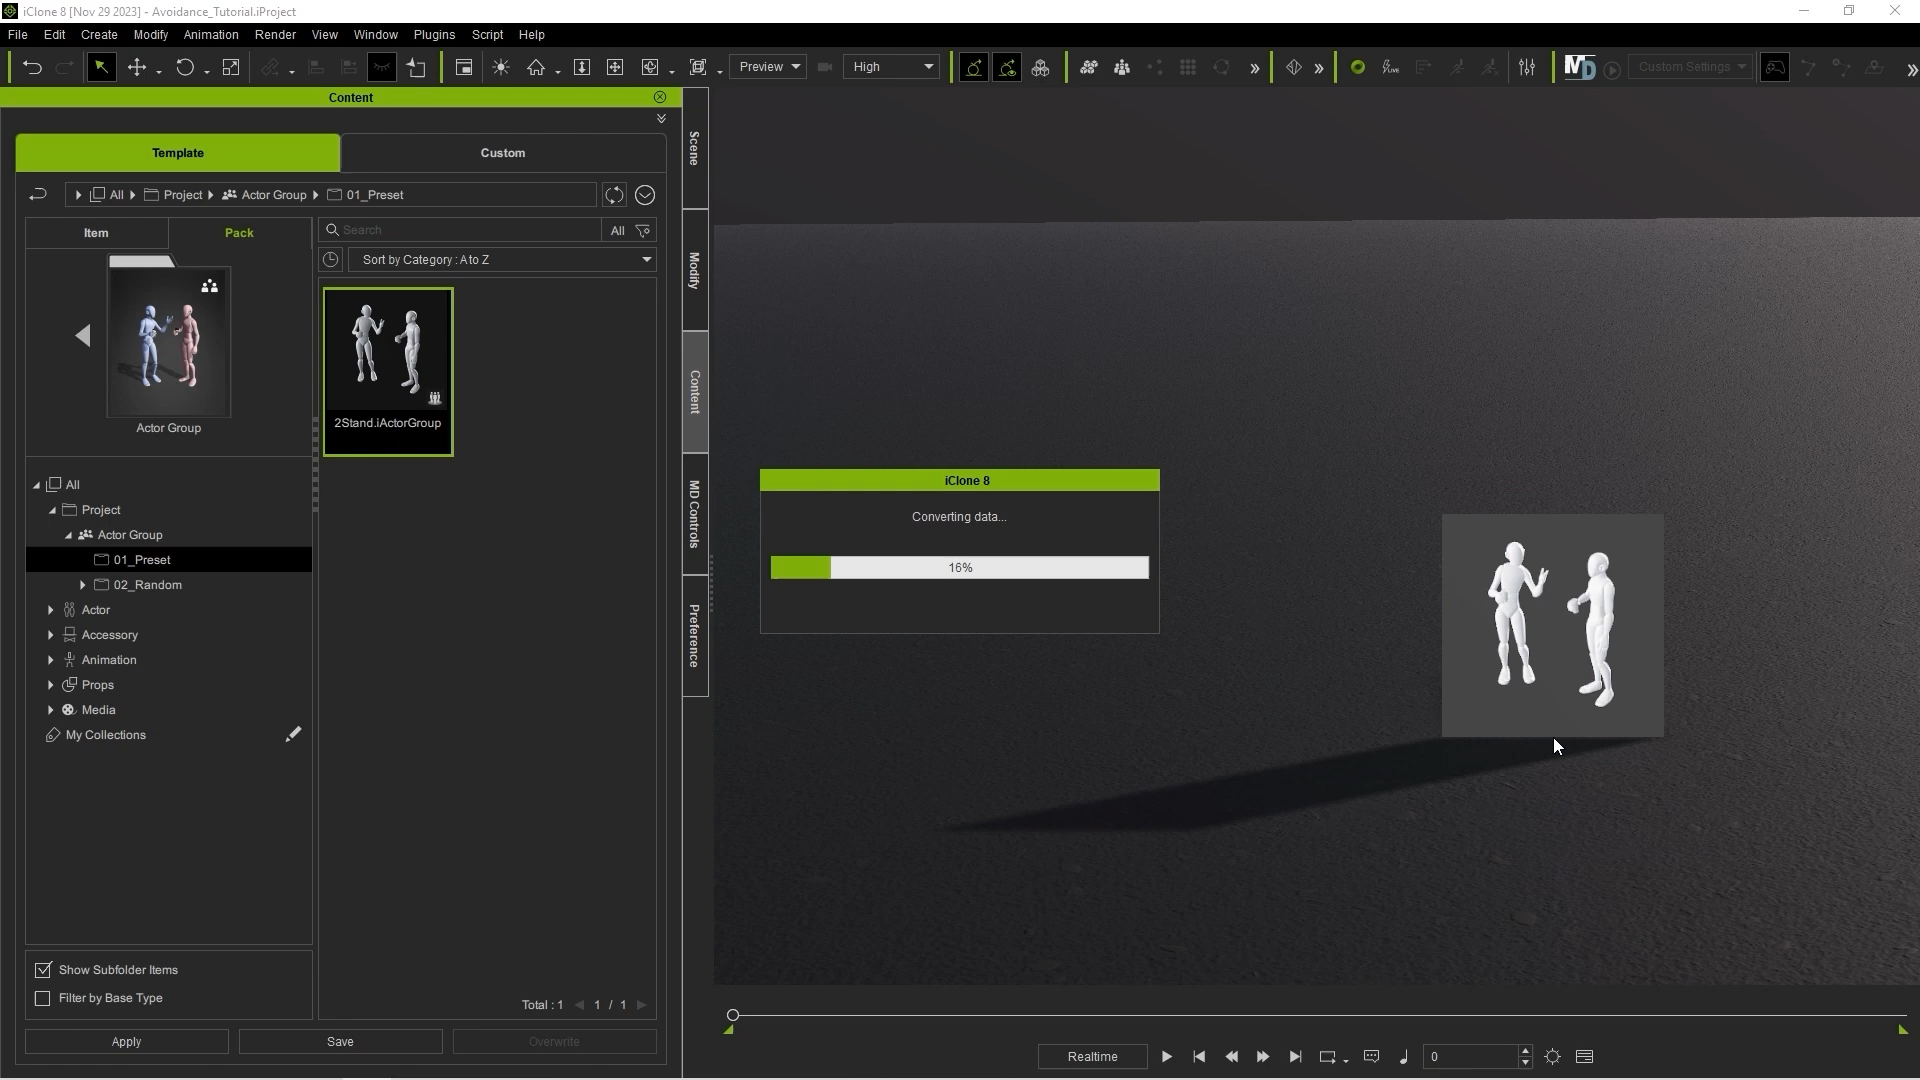 iClone 8 [Nov 29 2023] - Avoidance_Tutorial.iProject
File Edit Create Modify Animation Render View Window Plugins Script Help
Preview High LIVE MD Custom Settings
Content
Template Custom
All Project Actor Group 01_Preset
Item Pack
Search All
Sort by Category : A to Z
Actor Group
2Stand.iActorGroup
All
Project
Actor Group
01_Preset
02_Random
Actor
Accessory
Animation
Props
Media
My Collections
Show Subfolder Items
Filter by Base Type
Total : 1 1 / 1
Apply Save Overwrite
Scene
Modify
Content
MD Controls
Preference
iClone 8
Converting data...
16%
Realtime 0